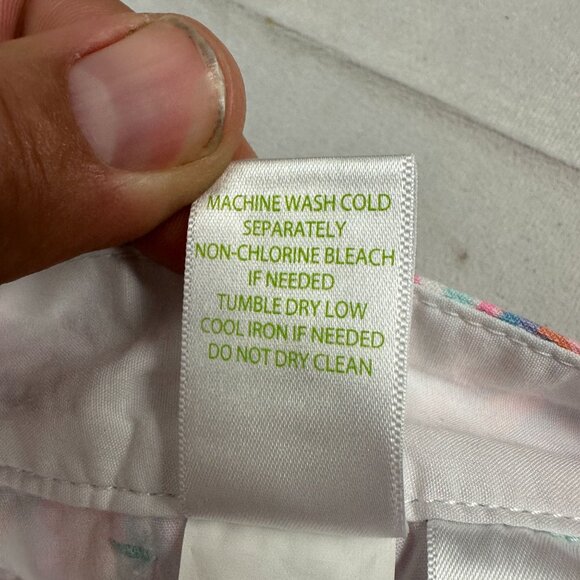 MACHINE WASH COLD
SEPARATELY
NON-CHLORINE BLEACH
IF NEEDED
TUMBLE DRY LOW
COOL IRON IF NEEDED
DO NOT DRY CLEAN